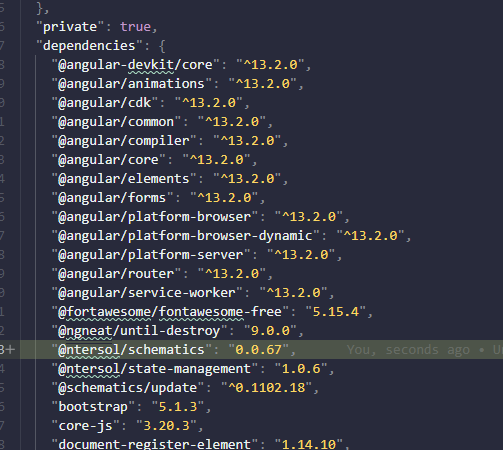 },
"private": true,
"dependencies": {
"@angular-devkit/core": "^13.2.0",
"@angular/animations": "^13.2.0",
"@angular/cdk": "^13.2.0",
"@angular/common": "^13.2.0",
"@angular/compiler": "^13.2.0",
"@angular/core": "^13.2.0",
"@angular/elements": "^13.2.0",
"@angular/forms": "^13.2.0",
"@angular/platform-browser": "^13.2.0",
"@angular/platform-browser-dynamic": "^13.2.0",
"@angular/platform-server": "^13.2.0",
"@angular/router": "^13.2.0",
"@angular/service-worker": "^13.2.0",
"@fortawesome/fontawesome-free": "5.15.4",
"@ngneat/until-destroy": "9.0.0",
"@ntersol/schematics": "0.0.67", You, seconds ago •
"@ntersol/state-management": "1.0.6",
"@schematics/update": "^0.1102.18",
"bootstrap": "5.1.3",
"core-js": "3.20.3",
"document-register-element": "1.14.10",